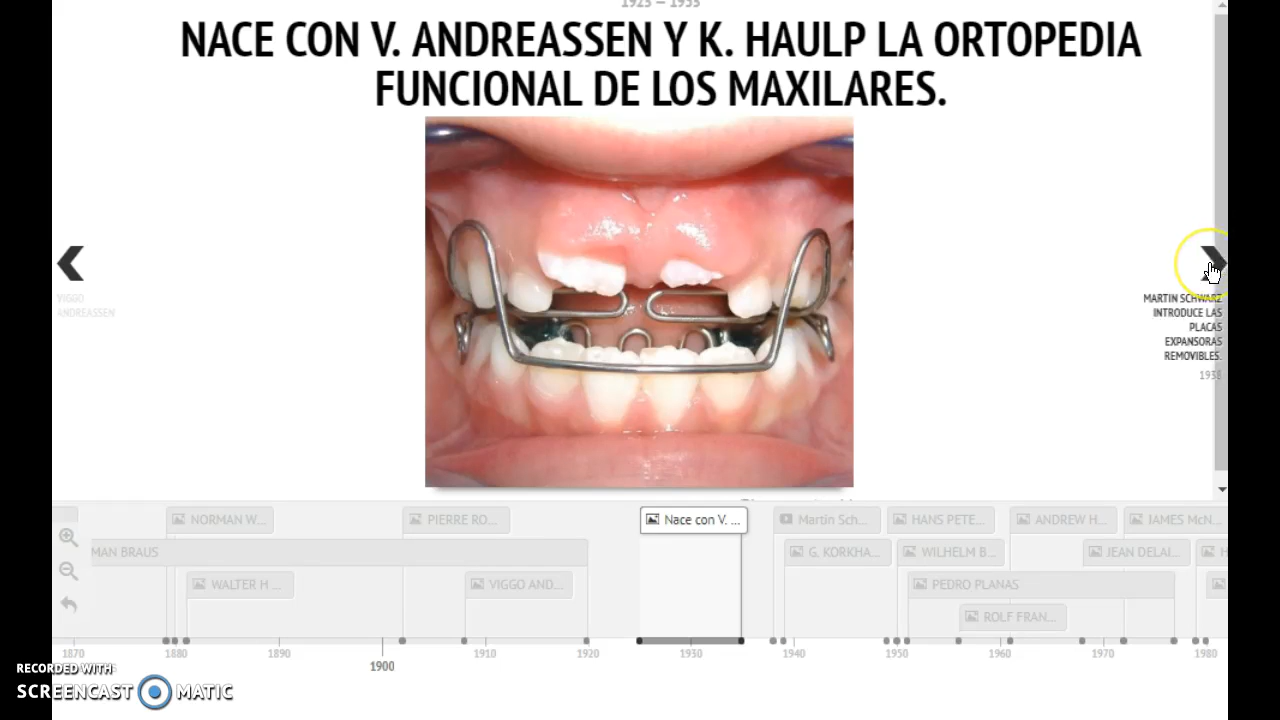 1925 — 1935
NACE CON V. ANDREASSEN Y K. HAULP LA ORTOPEDIA
FUNCIONAL DE LOS MAXILARES.
VIGGO
ANDREASSEN
MARTIN SCHWARZ
INTRODUCE LAS
PLACAS
EXPANSORAS
REMOVIBLES.
1938
NORMAN W...
PIERRE RO...
Nace con V. ...
Martin Sch...
HANS PETE...
ANDREW H...
JAMES McN...
MAN BRAUS
G. KORKHA...
WILHELM B...
JEAN DELAI...
H
WALTER H ...
VIGGO AND...
PEDRO PLANAS
ROLF FRAN...
1870
1880
1890
1900
1910
1920
1930
1940
1950
1960
1970
1980
RECORDED WITH
SCREENCAST MATIC